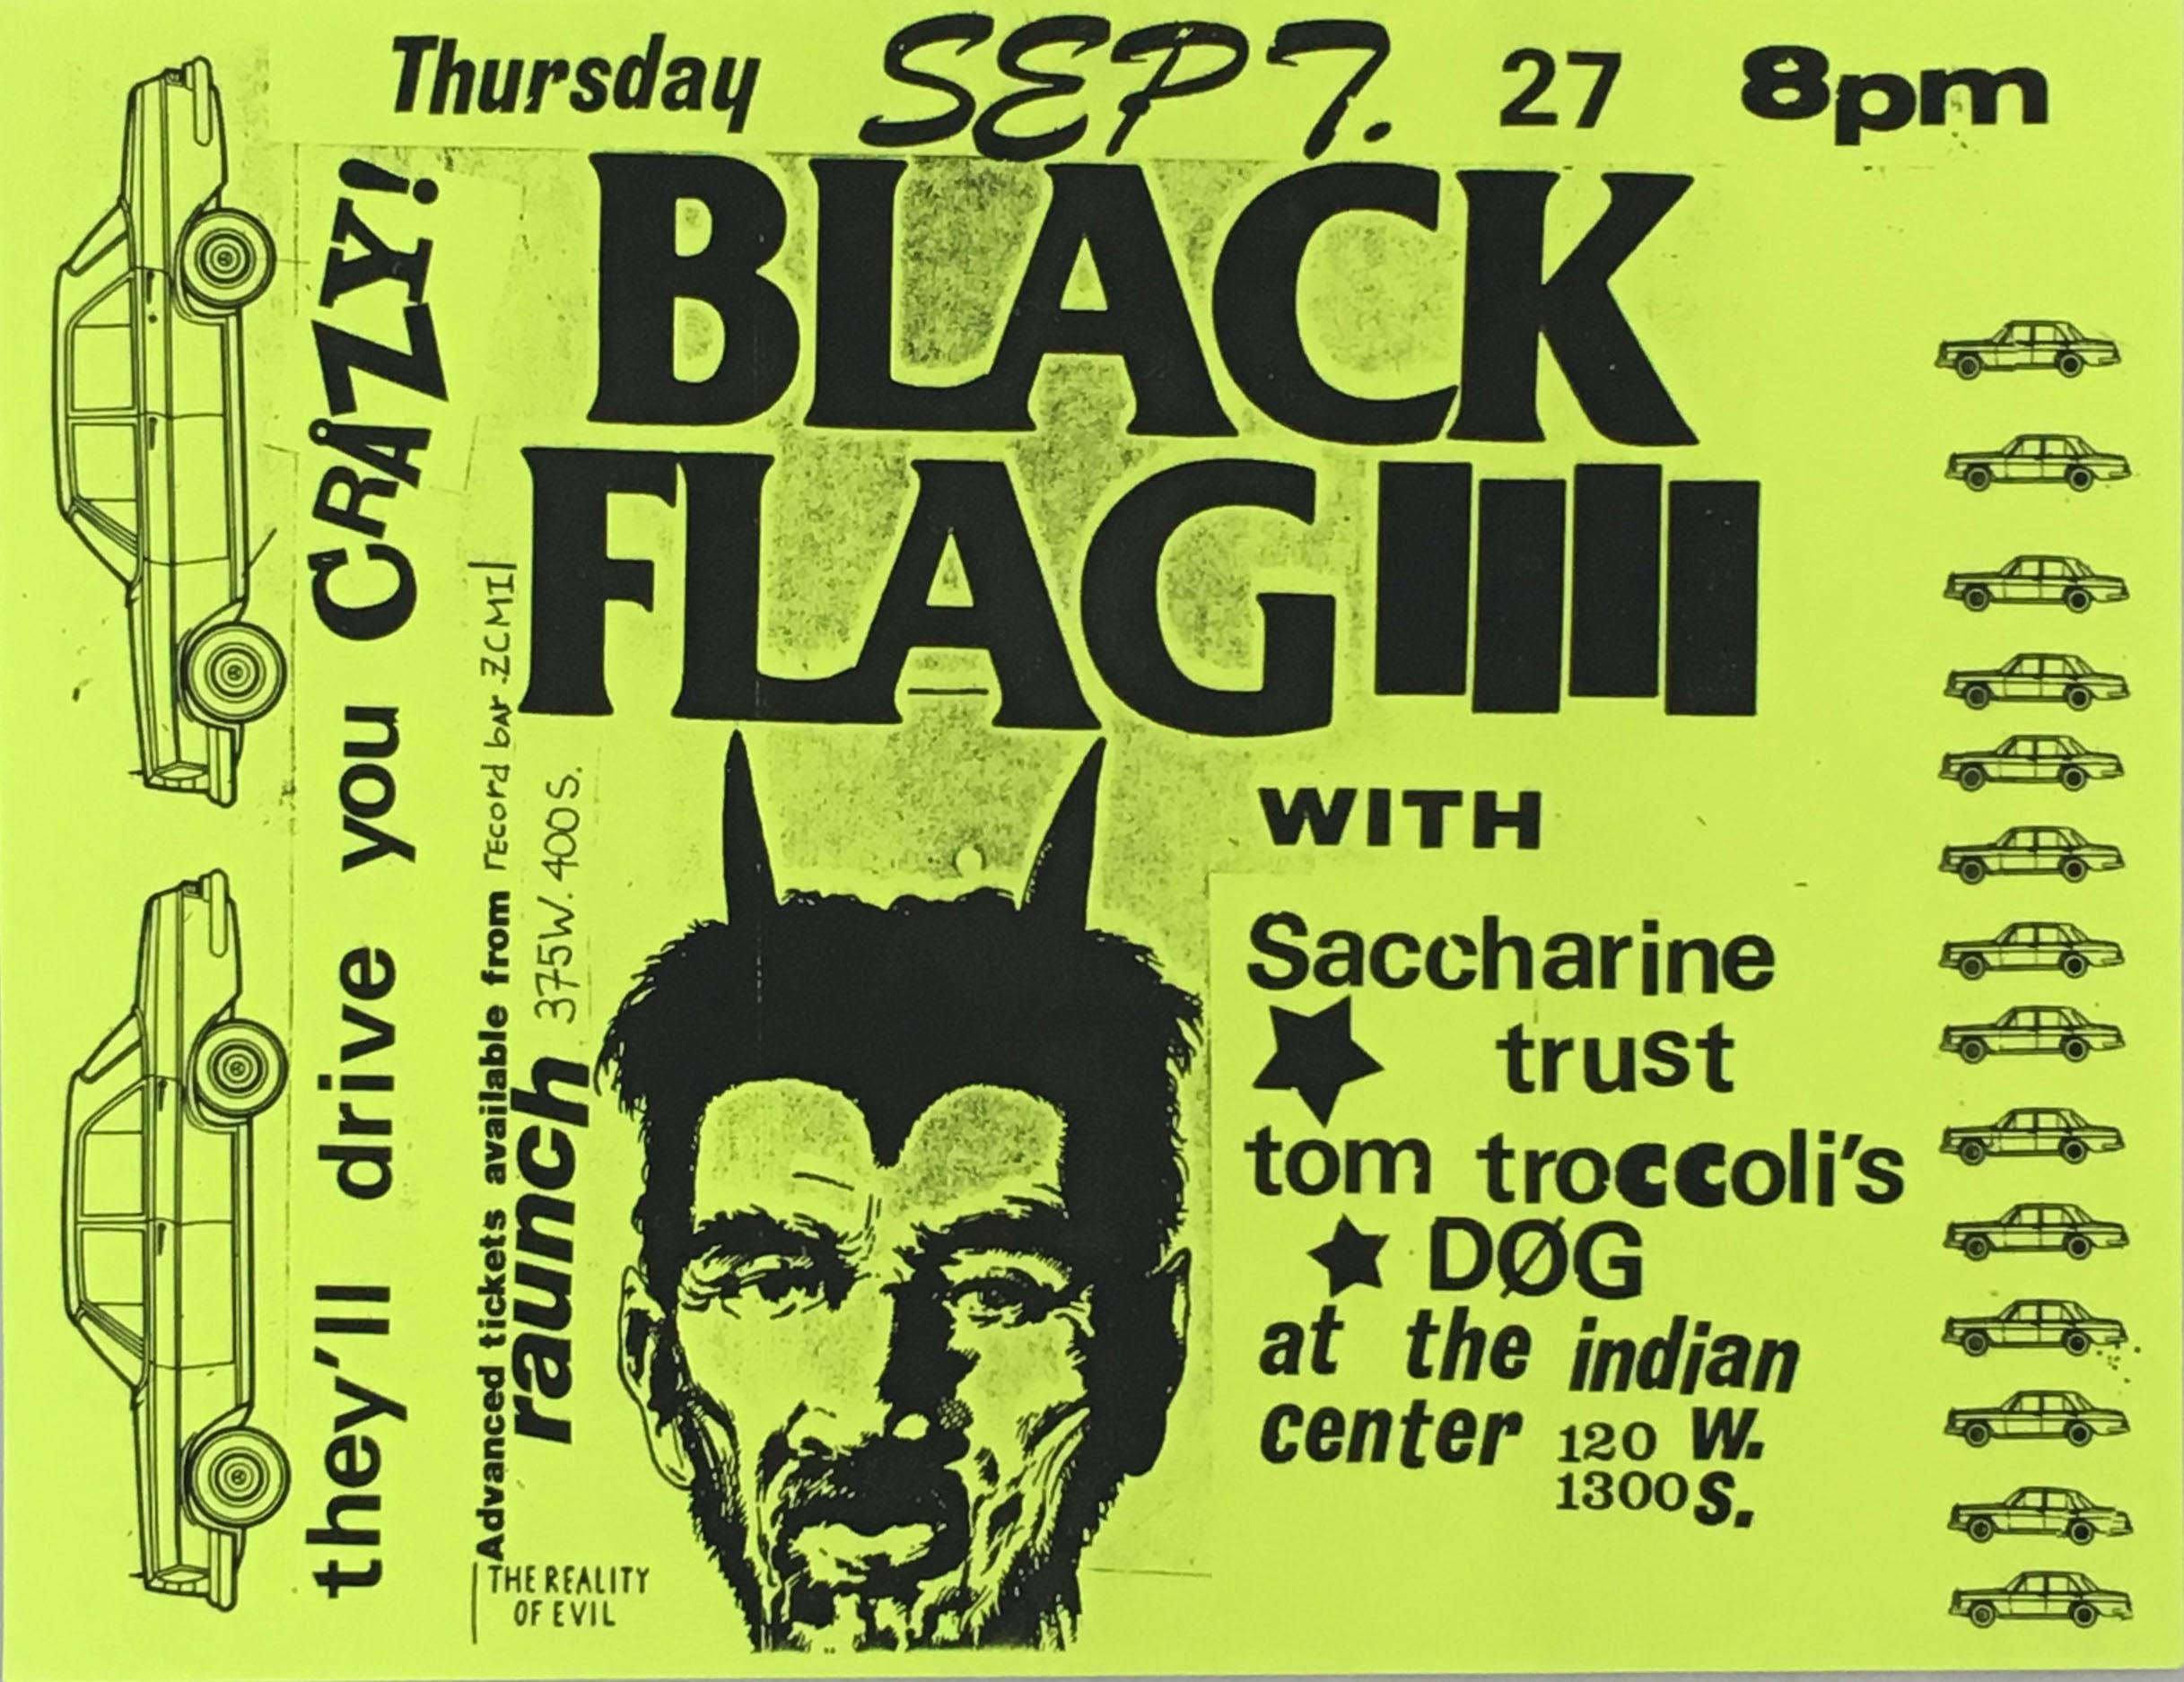 Thursday SEPT. 27 8pm
BLACK
FLAG
WITH
Saccharine
trust
tom troccoli's
DØG
at the indian
center 120 W.
1300 S.
they'll drive you CRÅZY!
Advanced tickets available from rEcord bar ZCMI
raunch 375W. 400S.
THE REALITY
OF EVIL